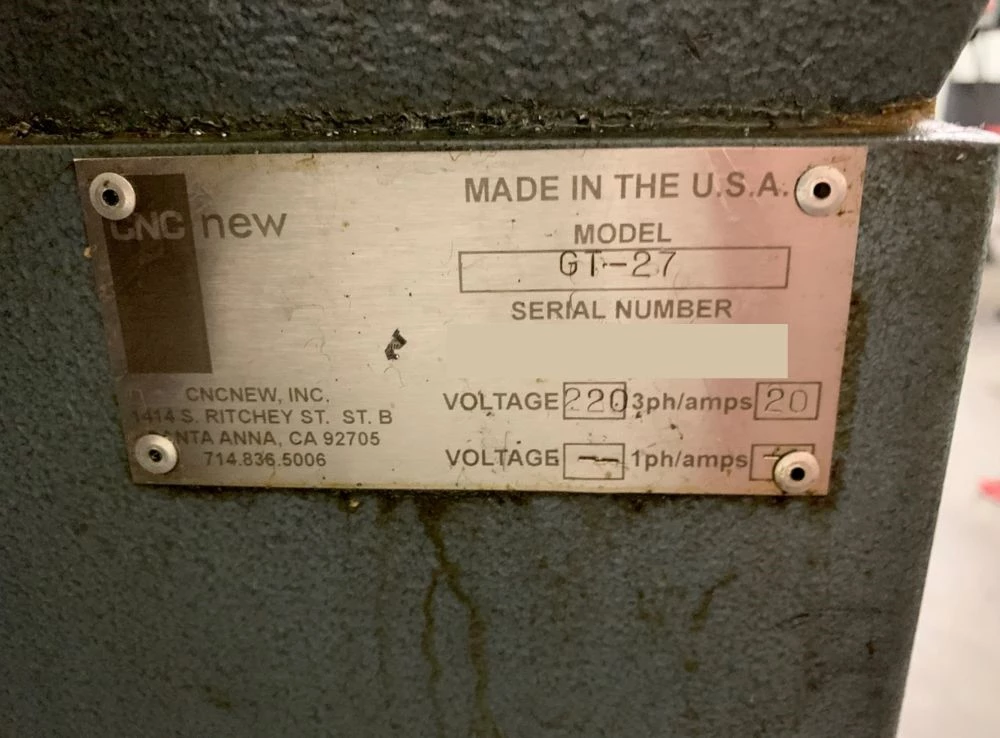 CNC new
MADE IN THE U.S.A.
MODEL
GT-27
SERIAL NUMBER
CNCNEW, INC.
1414 S. RITCHEY ST. ST. B
SANTA ANNA, CA 92705
714.836.5006
VOLTAGE 220 3ph/amps 20
VOLTAGE -- 1ph/amps -